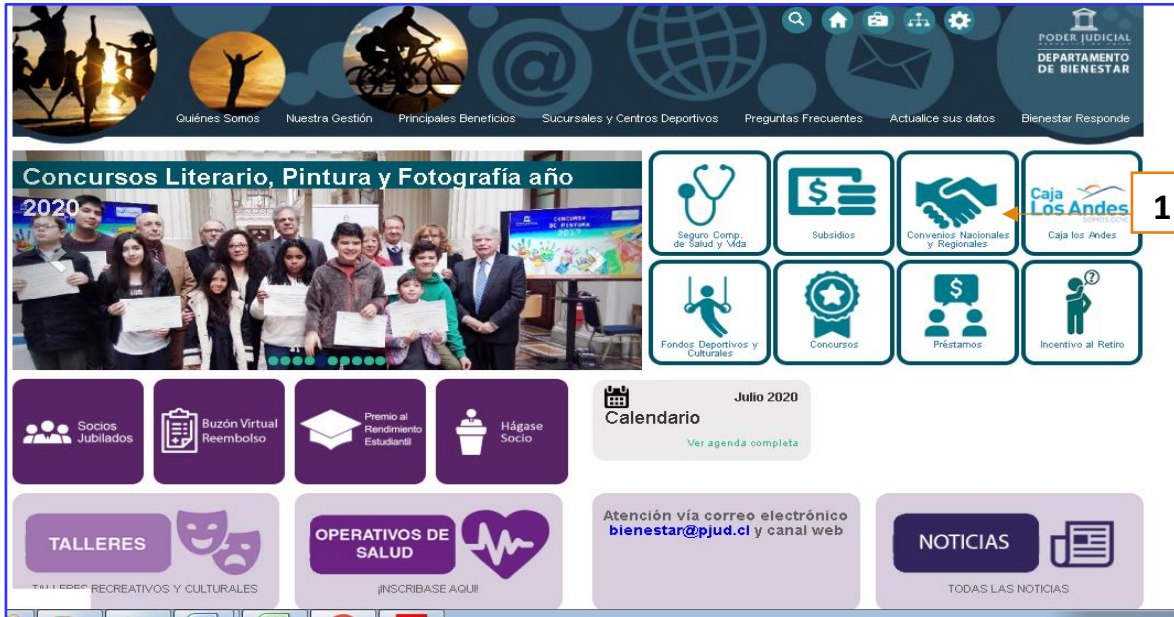 PODER JUDICIAL
DEPARTAMENTO
DE BIENESTAR
Quiénes Somos
Nuestra Gestión
Principales Beneficios
Sucursales y Centros Deportivos
Preguntas Frecuentes
Actualice sus datos
Bienestar Responde
Concursos Literario, Pintura y Fotografía año
2020
CONCURSO
DE PINTURA
2017
Seguro Comp.
de Salud y Vida
Subsidios
Convenios Nacionales
y Regionales
Caja
Los Andes
Caja los Andes
1
Fondos Deportivos y
Culturales
Concursos
Préstamos
Incentivo al Retiro
Socios
Jubilados
Buzón Virtual
Reembolso
Premio al
Rendimiento
Estudiantil
Hágase
Socio
Julio 2020
Calendario
Ver agenda completa
TALLERES
TALLERES RECREATIVOS Y CULTURALES
OPERATIVOS DE
SALUD
¡INSCRIBASE AQUI!
Atención vía correo electrónico
bienestar@pjud.cl y canal web
NOTICIAS
TODAS LAS NOTICIAS